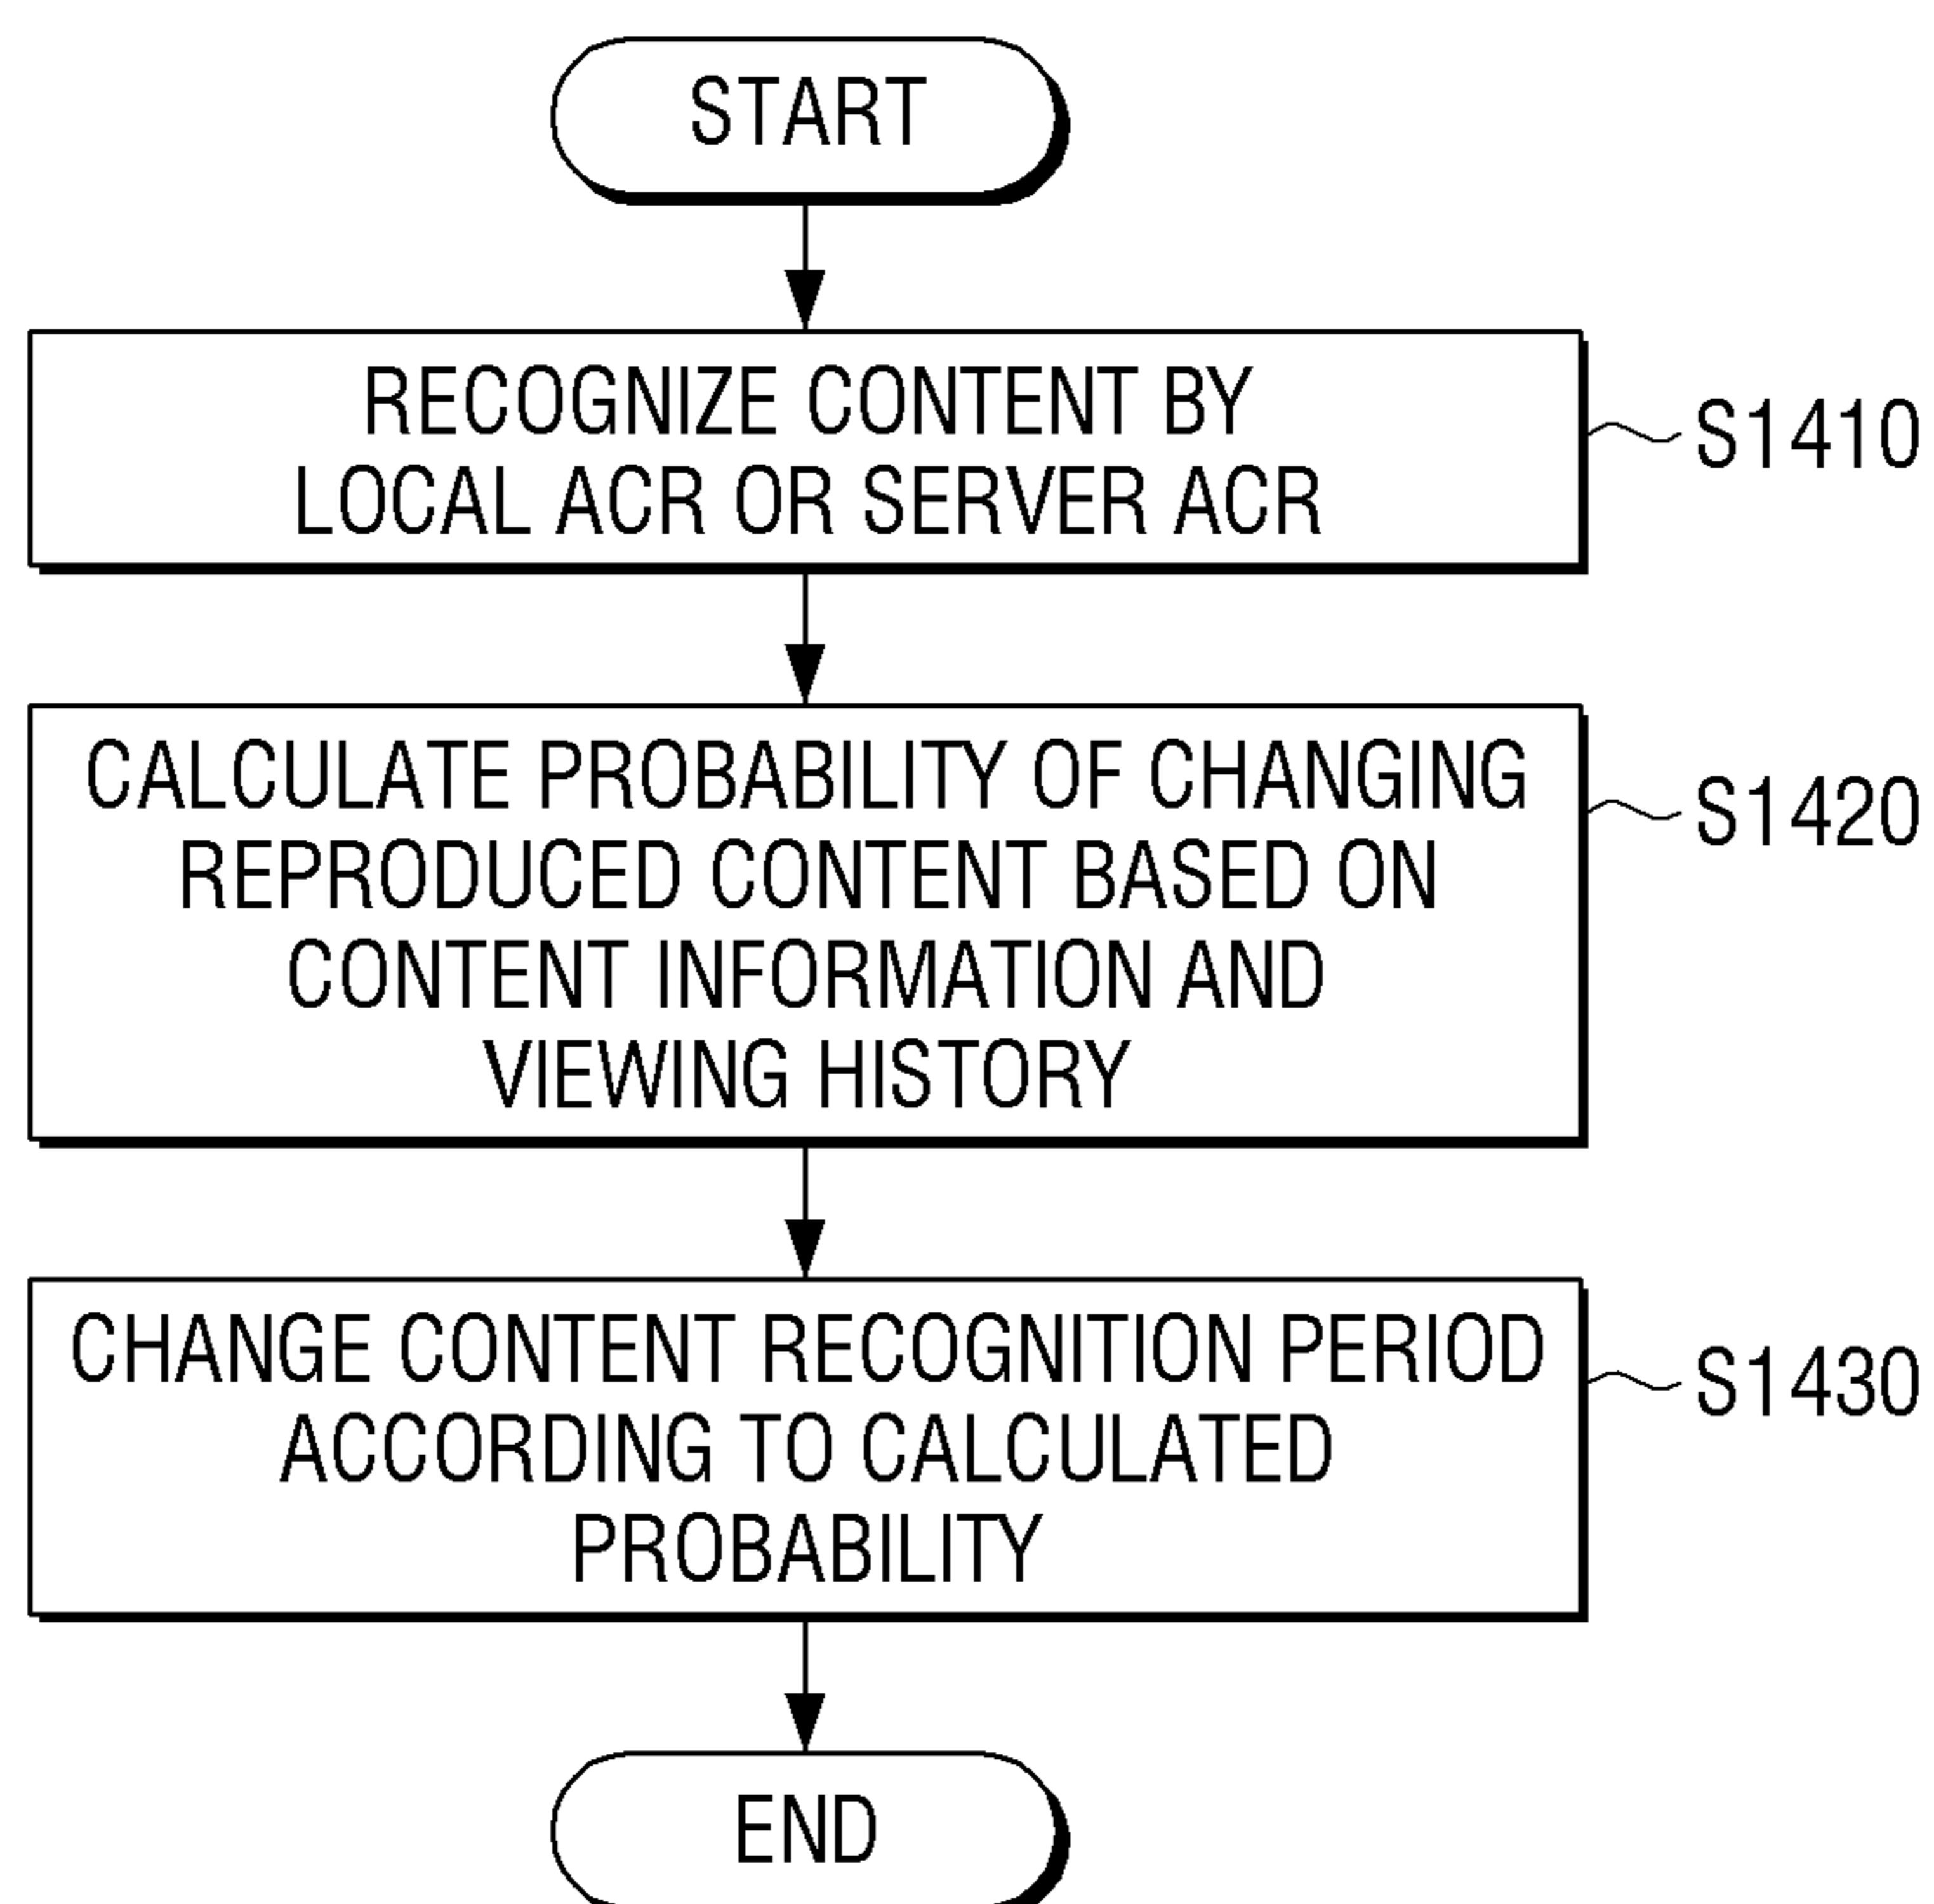 START
RECOGNIZE CONTENT BY
LOCAL ACR OR SERVER ACR
S1410
CALCULATE PROBABILITY OF CHANGING
REPRODUCED CONTENT BASED ON
CONTENT INFORMATION AND
VIEWING HISTORY
S1420
CHANGE CONTENT RECOGNITION PERIOD
ACCORDING TO CALCULATED
PROBABILITY
S1430
END